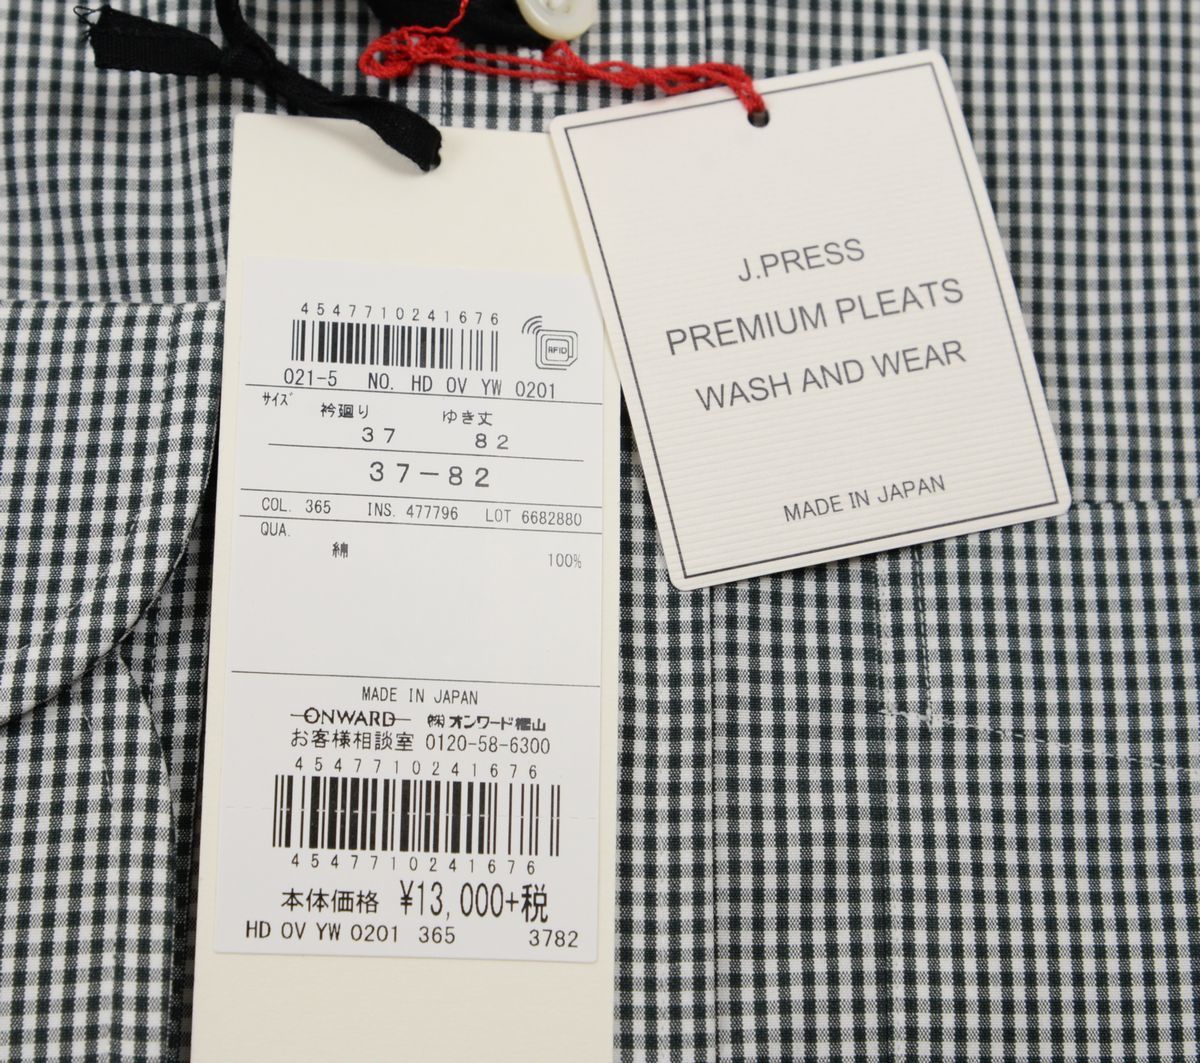 4547710241676
RFID
021-5 NO. HD OV YW 0201
サイズ 衿廻り ゆき丈
37 82
37-82
COL. 365 INS. 477796 LOT 6682880
QUA.
綿 100%
MADE IN JAPAN
ONWARD ㈱オンワード樫山
お客様相談室 0120-58-6300
4547710241676
4547710241676
本体価格 ¥13,000+税
HD OV YW 0201 365 3782
J.PRESS
PREMIUM PLEATS
WASH AND WEAR
MADE IN JAPAN